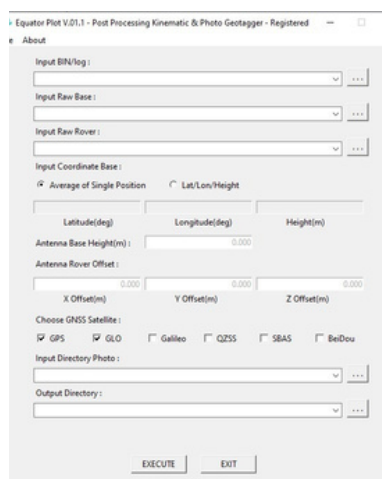 Equator Plot V.01.1 - Post Processing Kinematic & Photo Geotagger - Registered
e About
Input BIN/log :
...
Input Raw Base :
...
Input Raw Rover :
...
Input Coordinate Base :
Average of Single Position Lat/Lon/Height
Latitude(deg) Longitude(deg) Height(m)
Antenna Base Height(m) : 0.000
Antenna Rover Offset :
0.000 0.000 0.000
X Offset(m) Y Offset(m) Z Offset(m)
Choose GNSS Satellite :
GPS GLO Galileo QZSS SBAS BeiDou
Input Directory Photo :
...
Output Directory :
...
EXECUTE EXIT